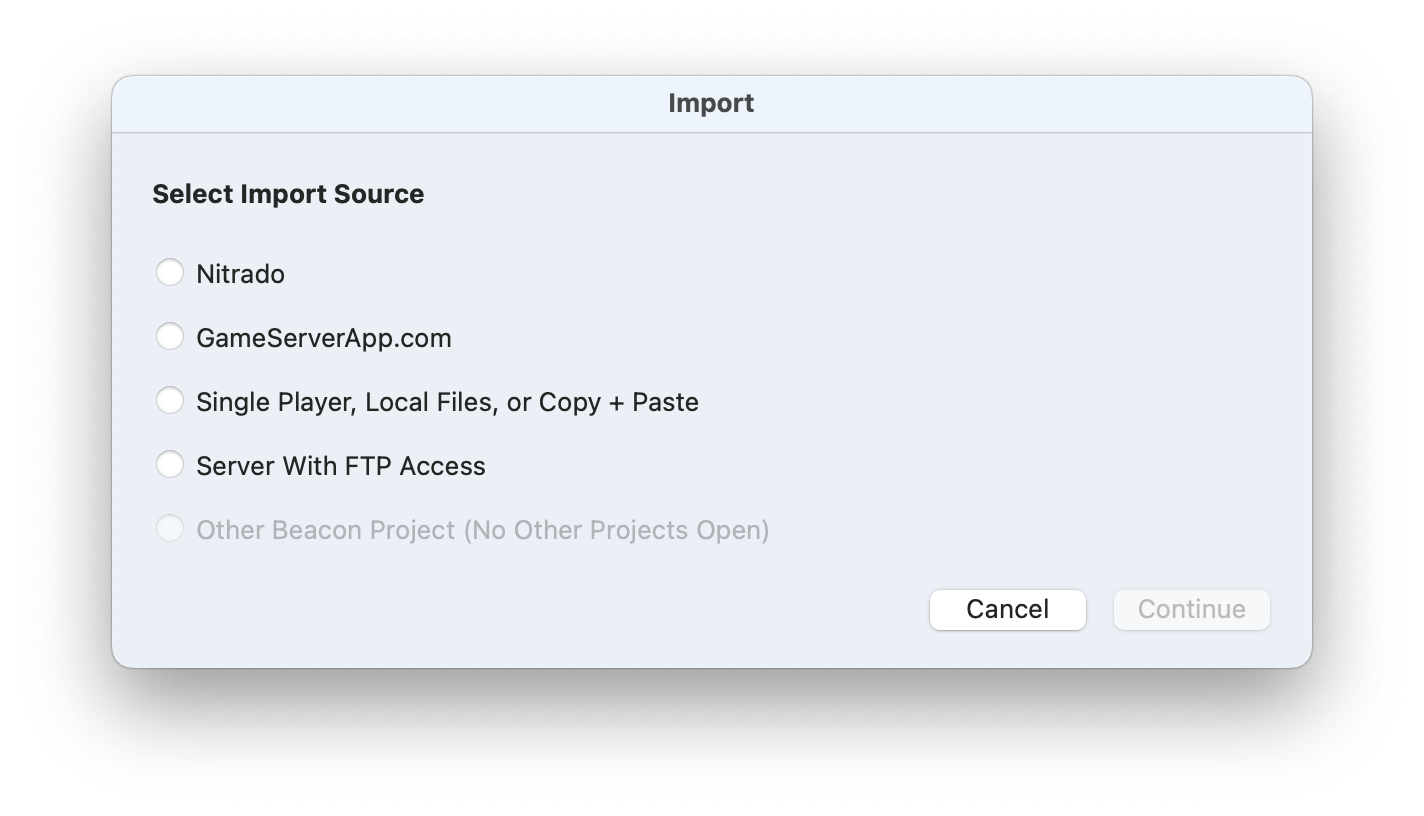 Import
Select Import Source
Nitrado
GameServerApp.com
Single Player, Local Files, or Copy + Paste
Server With FTP Access
Other Beacon Project (No Other Projects Open)
Cancel
Continue